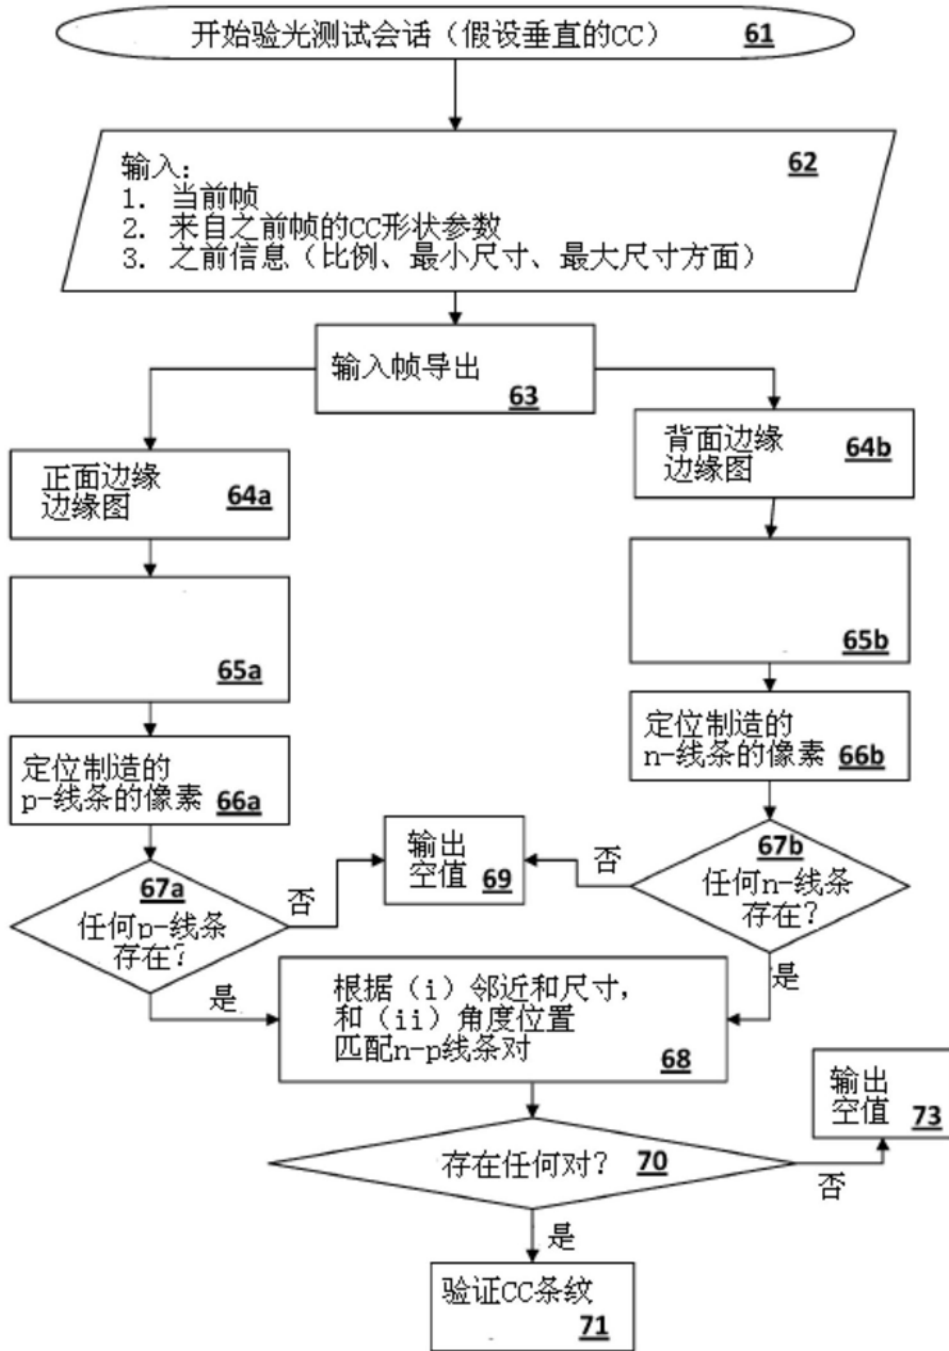 开始验光测试会话（假设垂直的CC） 61
输入： 62
1. 当前帧
2. 来自之前帧的CC形状参数
3. 之前信息（比例、最小尺寸、最大尺寸方面）
输入帧导出
63
正面边缘
边缘图 64a
背面边缘
边缘图 64b
65a
65b
定位制造的
p-线条的像素 66a
定位制造的
n-线条的像素 66b
67a
任何p-线条
存在?
否
是
输出
空值 69
67b
任何n-线条
存在?
否
是
根据（i）邻近和尺寸，
和（ii）角度位置
匹配n-p线条对 68
存在任何对? 70
否
输出
空值 73
是
验证CC条纹
71